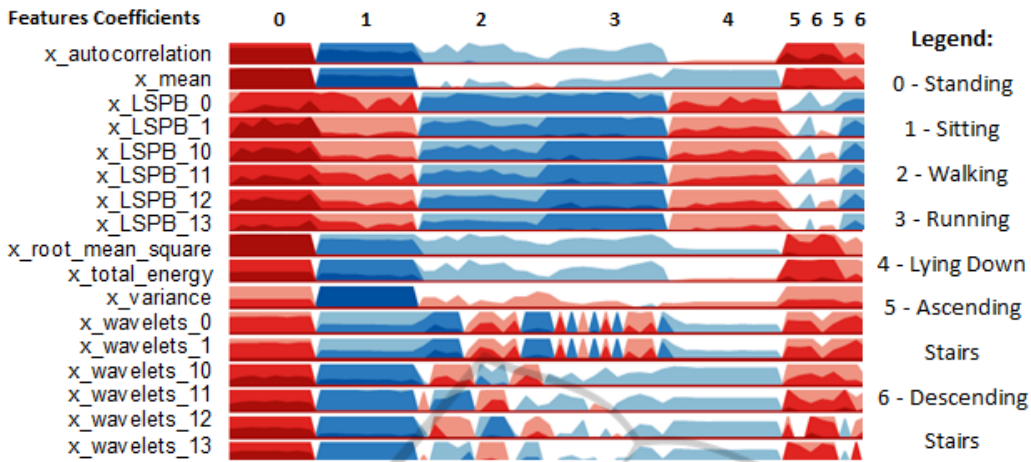 Features Coefficients 0 1 2 3 4 5 6 5 6
x_autocorrelation
x_mean
x_LSPB_0
x_LSPB_1
x_LSPB_10
x_LSPB_11
x_LSPB_12
x_LSPB_13
x_root_mean_square
x_total_energy
x_variance
x_wavelets_0
x_wavelets_1
x_wavelets_10
x_wavelets_11
x_wavelets_12
x_wavelets_13
Legend:
0 - Standing
1 - Sitting
2 - Walking
3 - Running
4 - Lying Down
5 - Ascending
Stairs
6 - Descending
Stairs